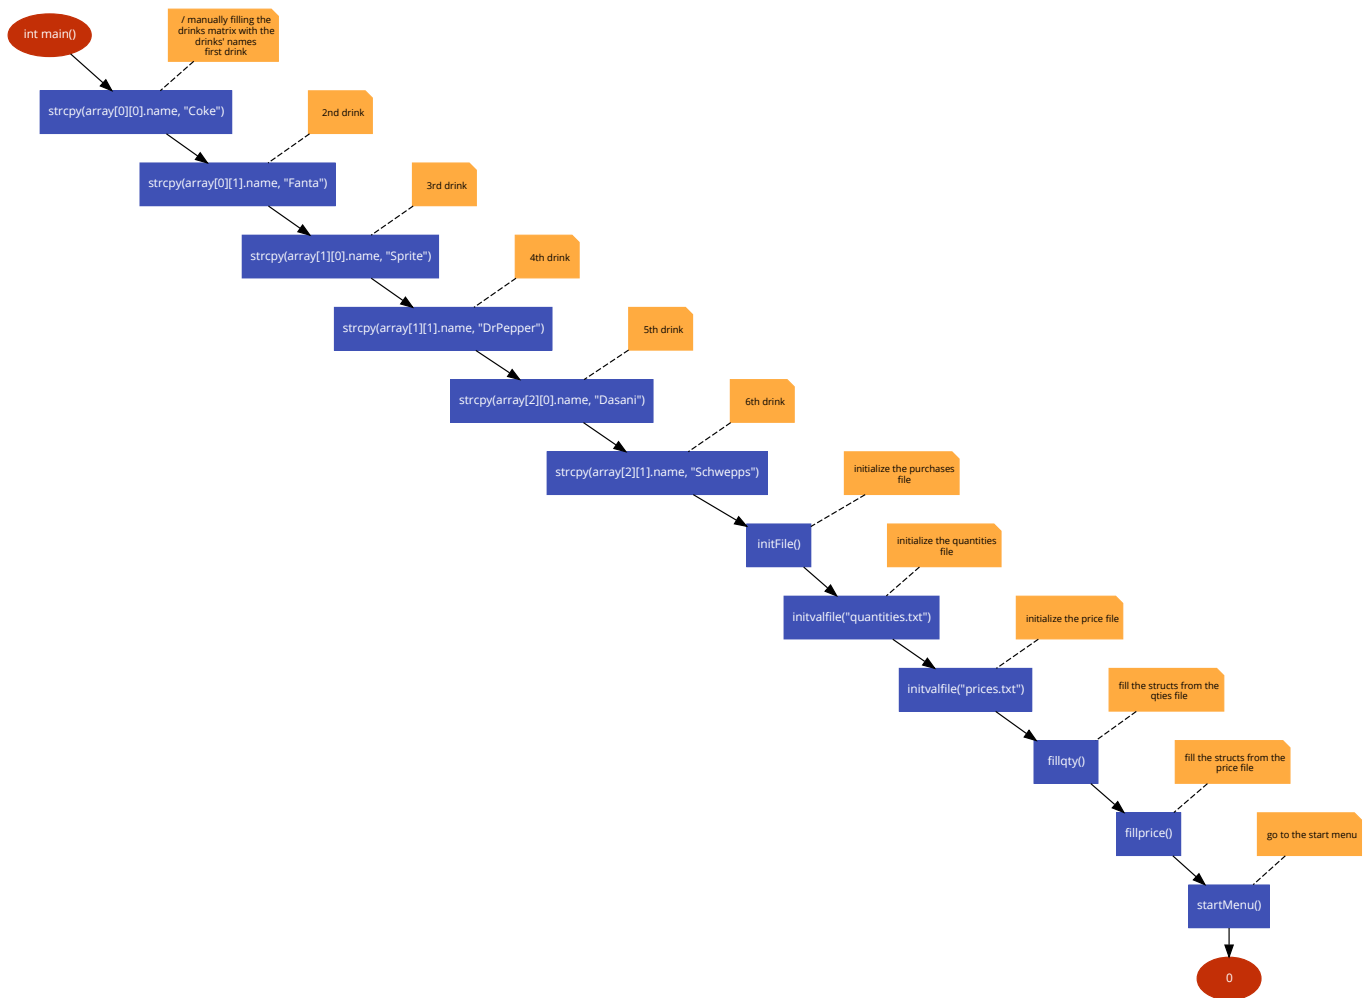 int main()
/ manually filling the
drinks matrix with the
drinks' names
first drink
strcpy(array[0][0].name, "Coke")
2nd drink
strcpy(array[0][1].name, "Fanta")
3rd drink
strcpy(array[1][0].name, "Sprite")
4th drink
strcpy(array[1][1].name, "DrPepper")
5th drink
strcpy(array[2][0].name, "Dasani")
6th drink
strcpy(array[2][1].name, "Schwepps")
initialize the purchases
file
initFile()
initialize the quantities
file
initvalfile("quantities.txt")
initialize the price file
initvalfile("prices.txt")
fill the structs from the
qties file
fillqty()
fill the structs from the
price file
fillprice()
go to the start menu
startMenu()
0